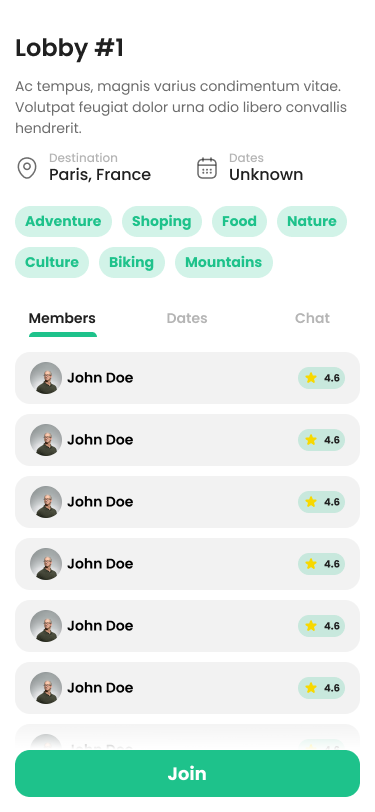 Lobby #1
Ac tempus, magnis varius condimentum vitae.
Volutpat feugiat dolor urna odio libero convallis
hendrerit.
Destination
Paris, France
Dates
Unknown
Adventure Shoping Food Nature
Culture Biking Mountains
Members Dates Chat
John Doe 4.6
John Doe 4.6
John Doe 4.6
John Doe 4.6
John Doe 4.6
John Doe 4.6
Join